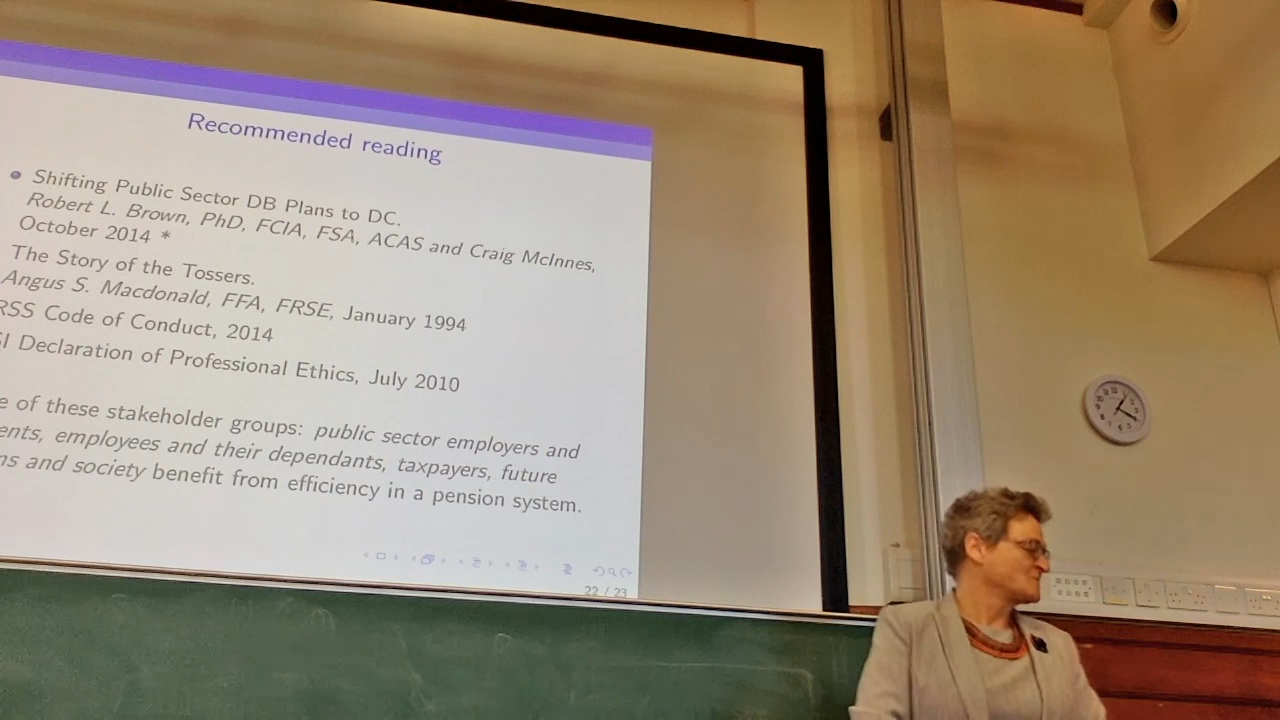 Recommended reading
Shifting Public Sector DB Plans to DC.
Robert L. Brown, PhD, FCIA, FSA, ACAS and Craig McInnes,
October 2014 *
The Story of the Tossers.
Angus S. Macdonald, FFA, FRSE, January 1994
RSS Code of Conduct, 2014
Declaration of Professional Ethics, July 2010
of these stakeholder groups: public sector employers and
employees and their dependants, taxpayers, future
and society benefit from efficiency in a pension system.
22 / 23